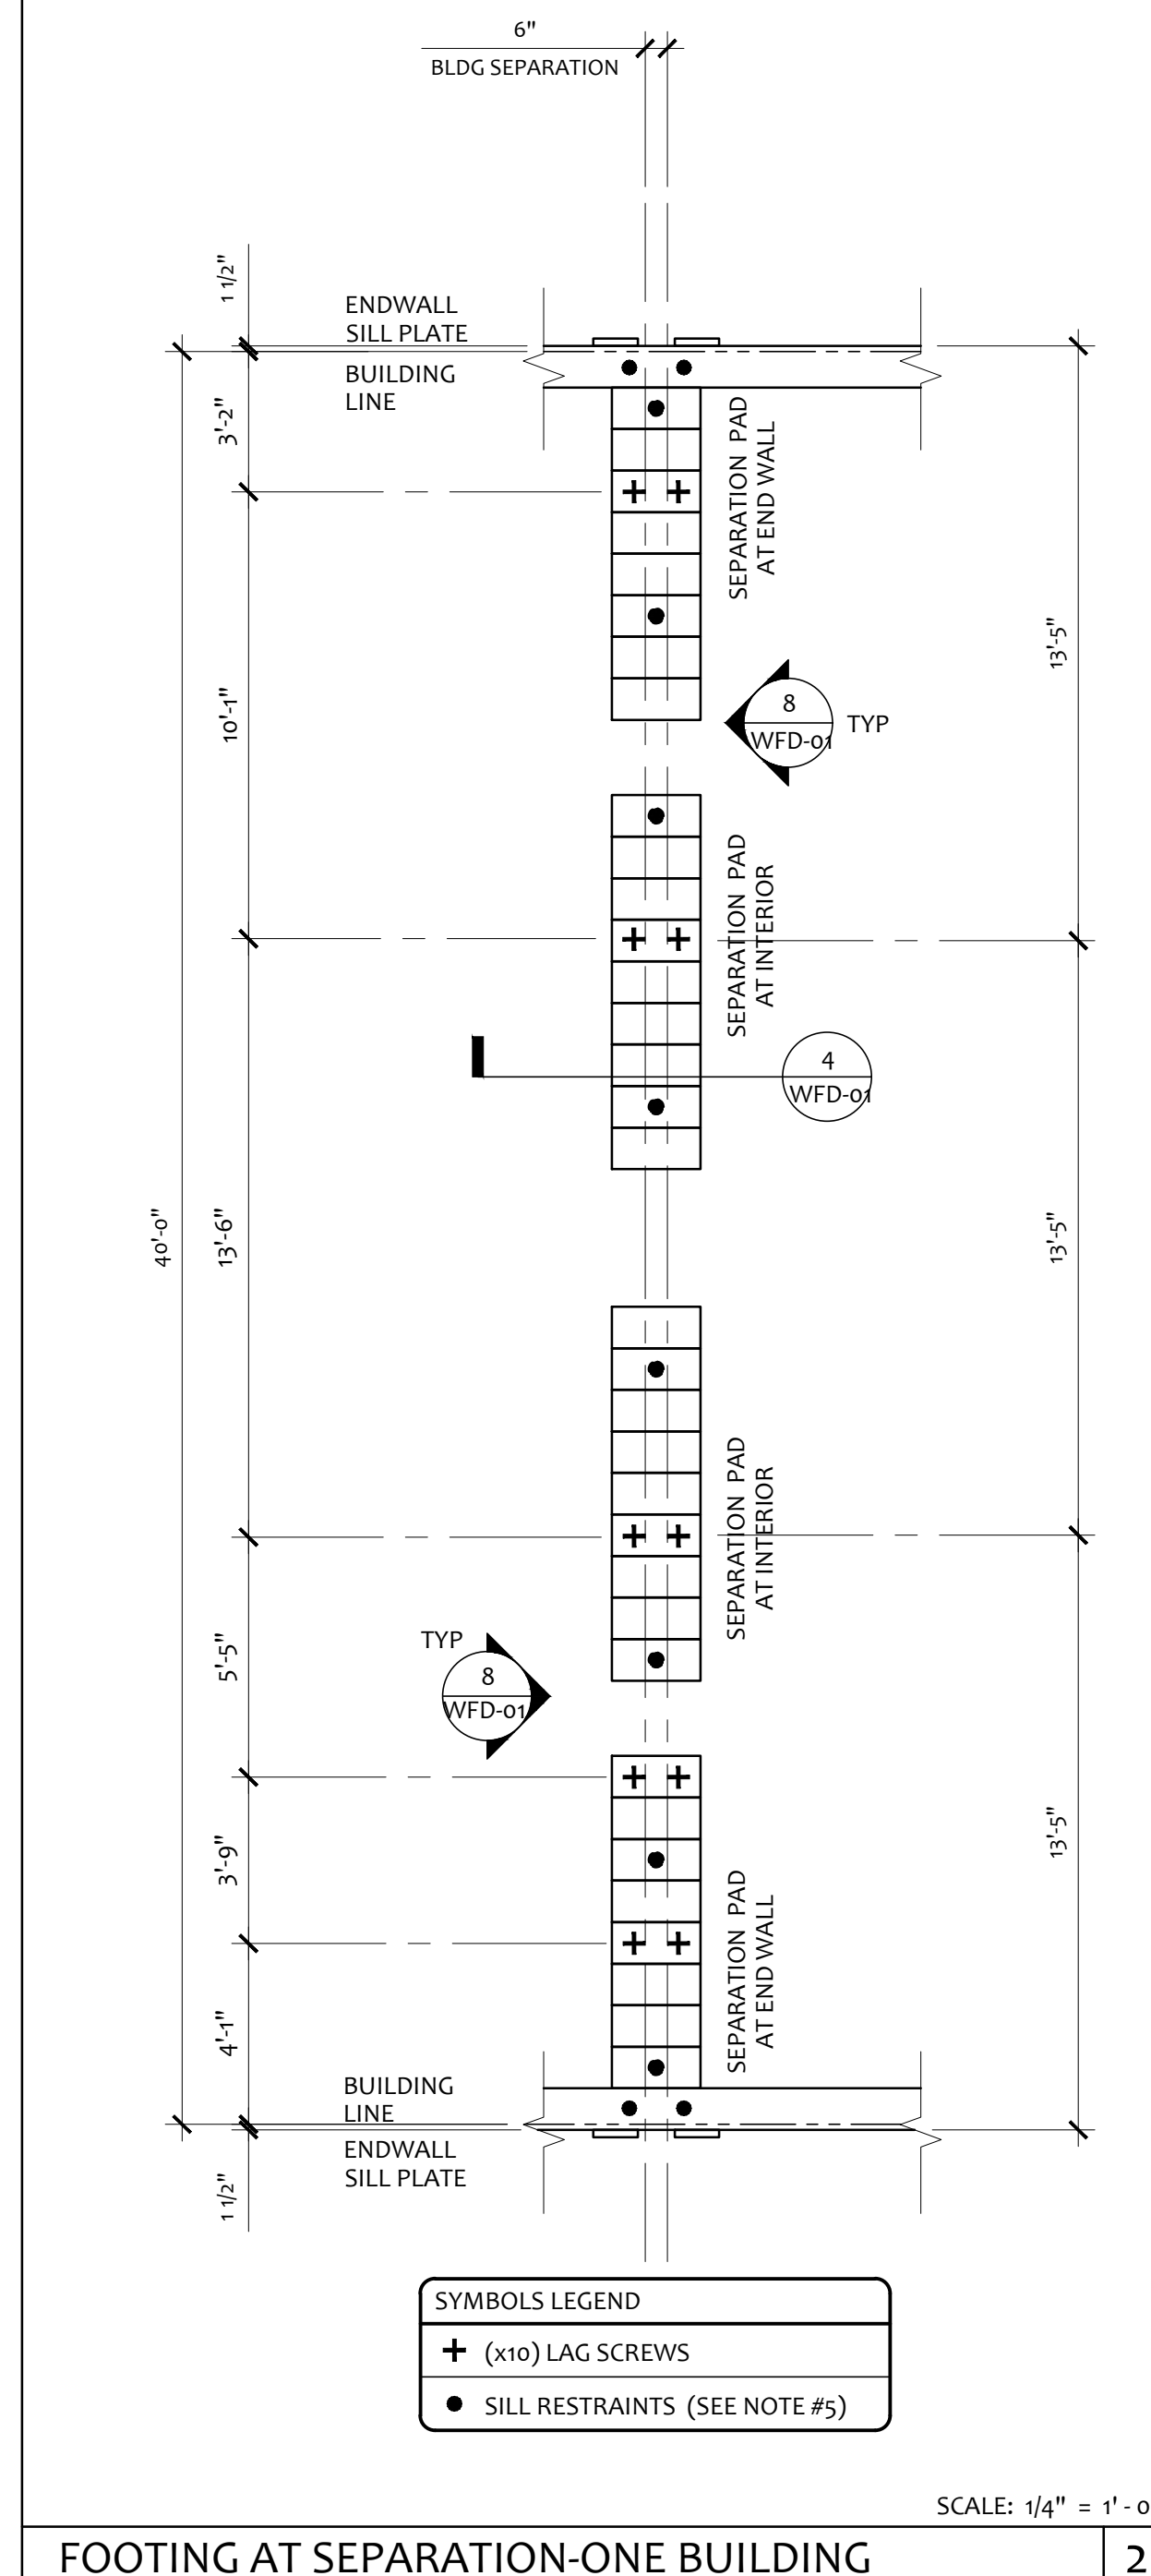 6"
BLDG SEPARATION
1 1/2"
ENDWALL
SILL PLATE
BUILDING
LINE
3'-2"
SEPARATION PAD
AT END WALL
13'-5"
10'-1"
8
WFD-01
TYP
SEPARATION PAD
AT INTERIOR
4
WFD-01
40'-0"
13'-6"
13'-5"
SEPARATION PAD
AT INTERIOR
TYP
8
WFD-01
5'-5"
3'-9"
13'-5"
SEPARATION PAD
AT END WALL
4'-1"
BUILDING
LINE
ENDWALL
SILL PLATE
1 1/2"
SYMBOLS LEGEND
+ (x10) LAG SCREWS
● SILL RESTRAINTS (SEE NOTE #5)
SCALE: 1/4" = 1' - 0
FOOTING AT SEPARATION-ONE BUILDING
2